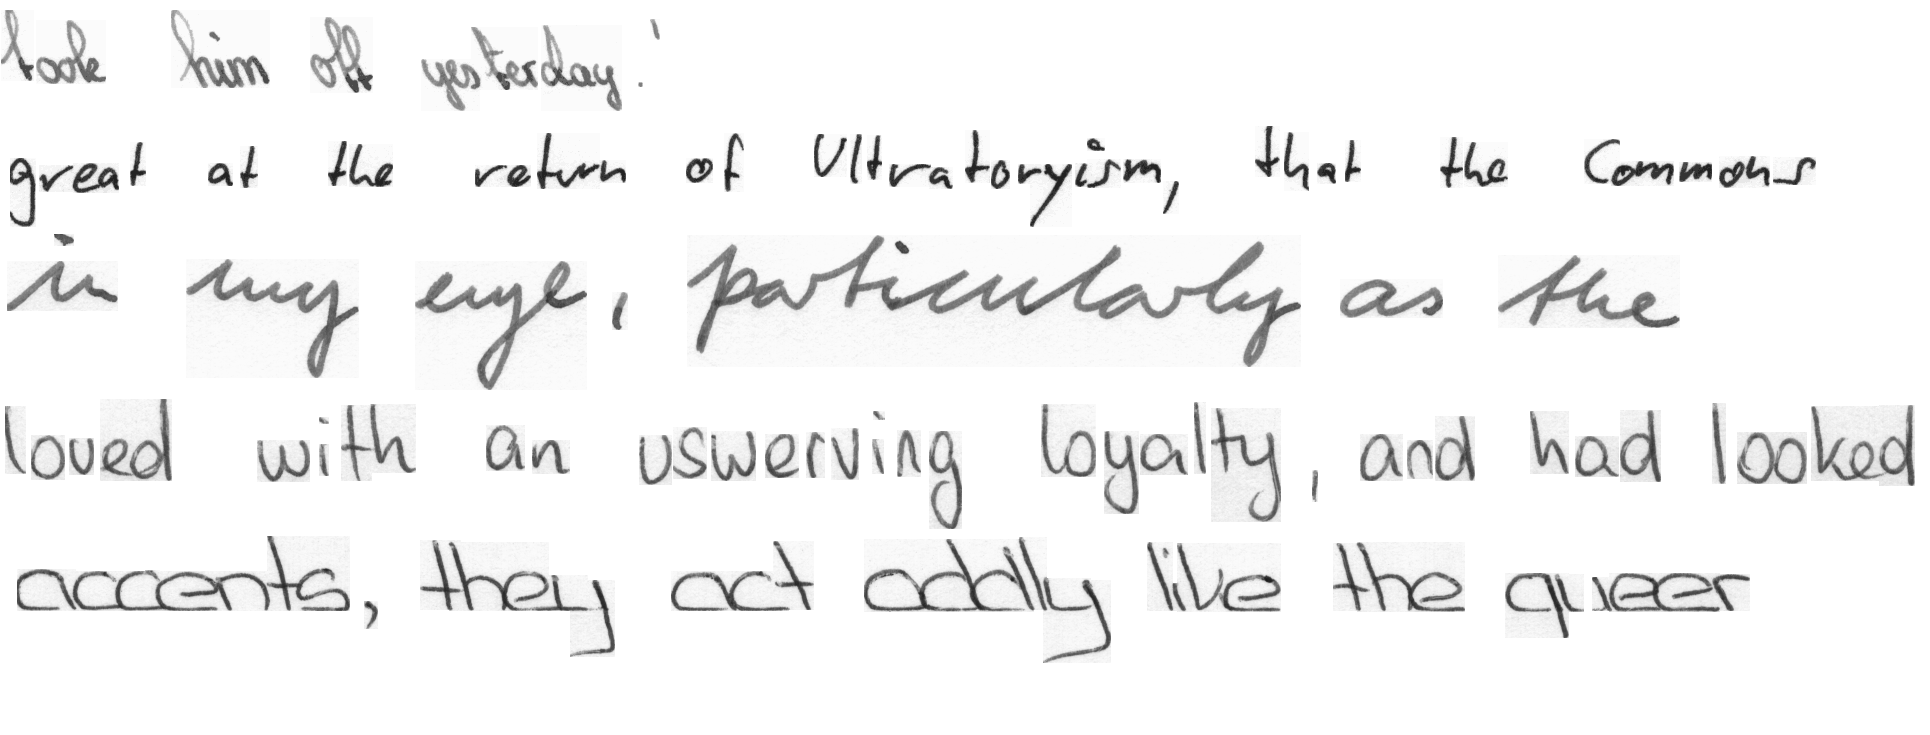 took him off yesterday.'
great at the return of Ultratoryism, that the Commons
in my eye, particularly as the
loved with an uswerving loyalty, and had looked
accents, they act oddly like the queer